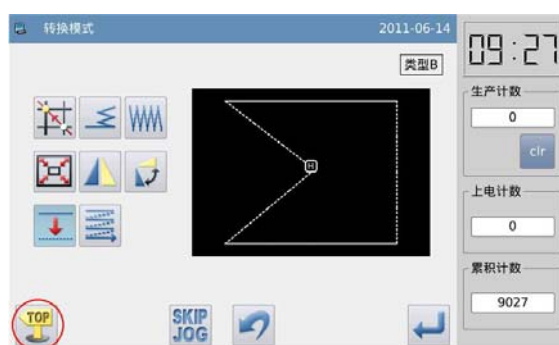 转换模式
2011-06-14
类型B
H
TOP
SKIP
JOG
09:27
生产计数
0
clr
上电计数
0
累积计数
9027